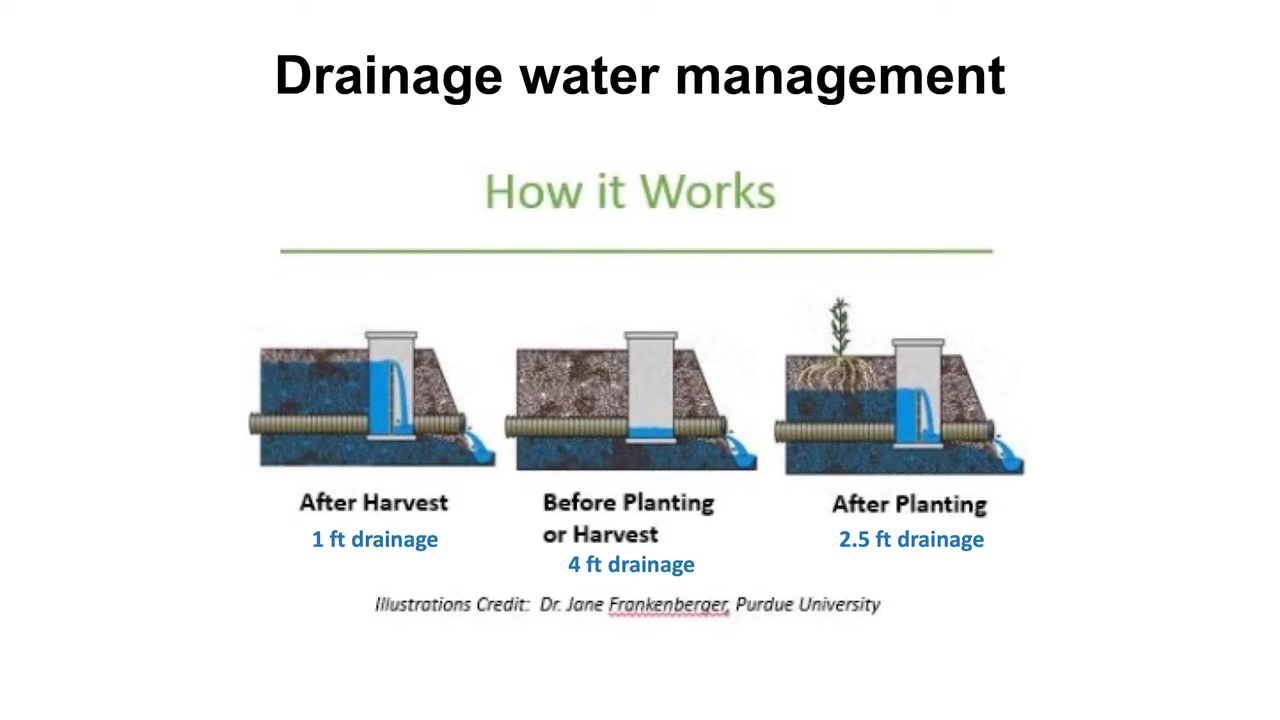 Drainage water management
How it Works
After Harvest
1 ft drainage
Before Planting
or Harvest
4 ft drainage
After Planting
2.5 ft drainage
Illustrations Credit: Dr. Jane Frankenberger, Purdue University